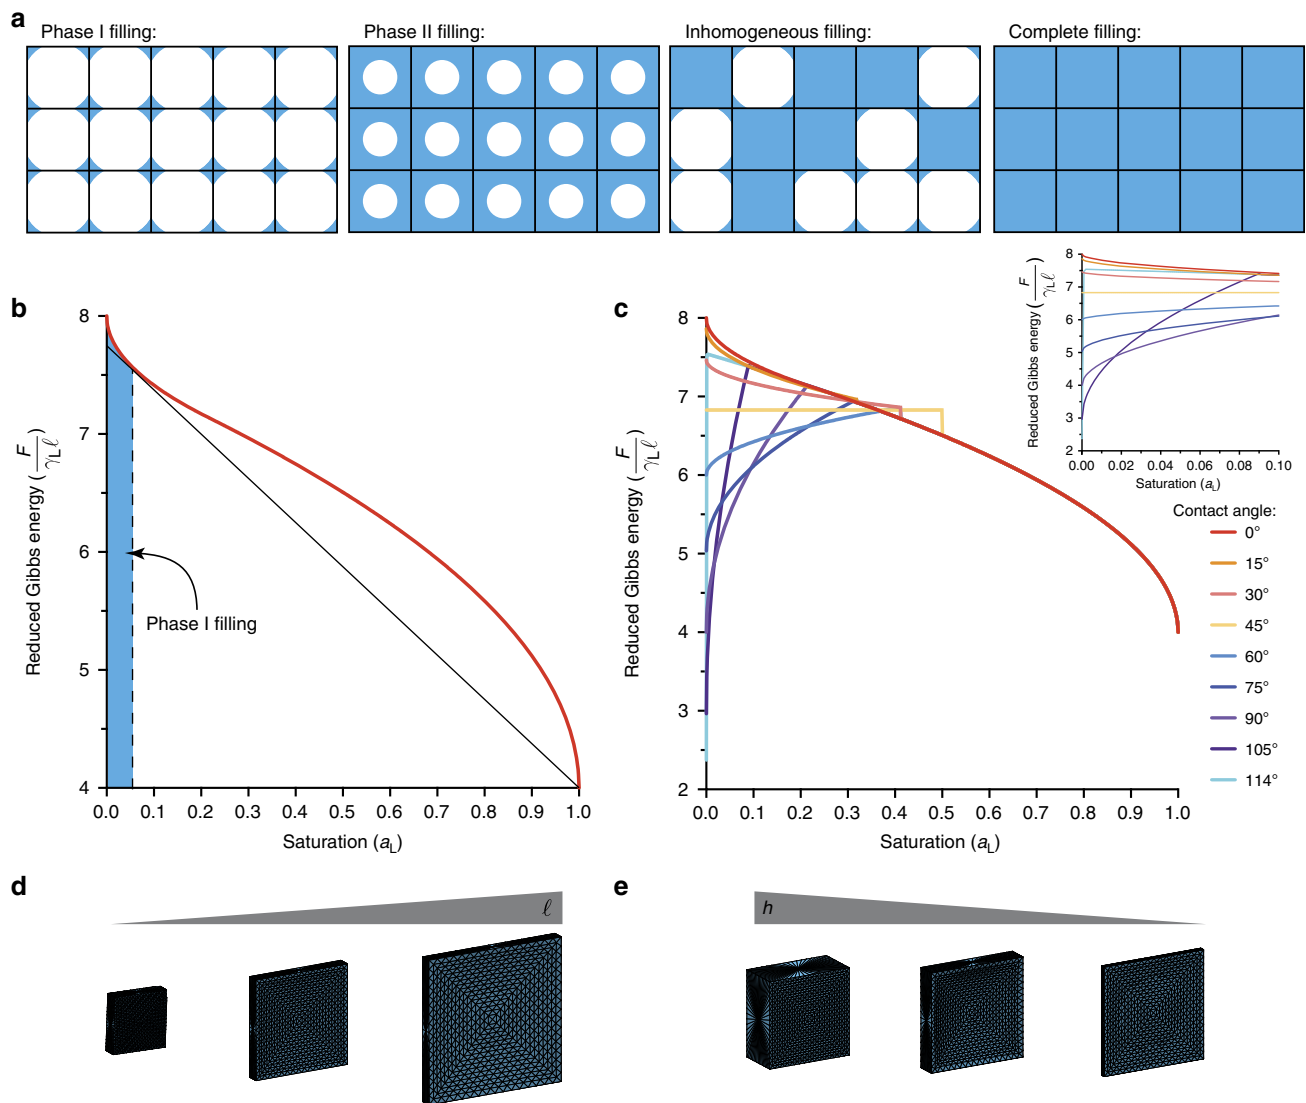 a
Phase I filling:
Phase II filling:
Inhomogeneous filling:
Complete filling:
b
Reduced Gibbs energy (F/γLℓ)
8
7
6
5
4
Phase I filling
0.0 0.1 0.2 0.3 0.4 0.5 0.6 0.7 0.8 0.9 1.0
Saturation (aL)
c
Reduced Gibbs energy (F/γLℓ)
8
7
6
5
4
3
2
0.0 0.1 0.2 0.3 0.4 0.5 0.6 0.7 0.8 0.9 1.0
Saturation (aL)
Reduced Gibbs energy (F/γLℓ)
8
7
6
5
4
3
2
0.00 0.02 0.04 0.06 0.08 0.10
Saturation (aL)
Contact angle:
0°
15°
30°
45°
60°
75°
90°
105°
114°
d
ℓ
e
h